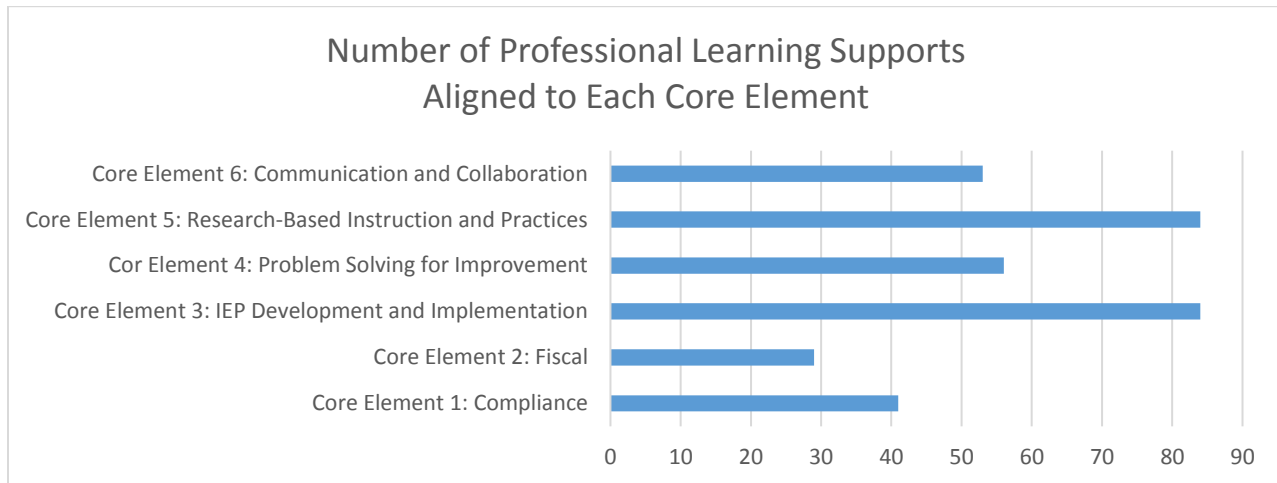 Number of Professional Learning Supports
Aligned to Each Core Element
Core Element 6: Communication and Collaboration
Core Element 5: Research-Based Instruction and Practices
Cor Element 4: Problem Solving for Improvement
Core Element 3: IEP Development and Implementation
Core Element 2: Fiscal
Core Element 1: Compliance
0 10 20 30 40 50 60 70 80 90